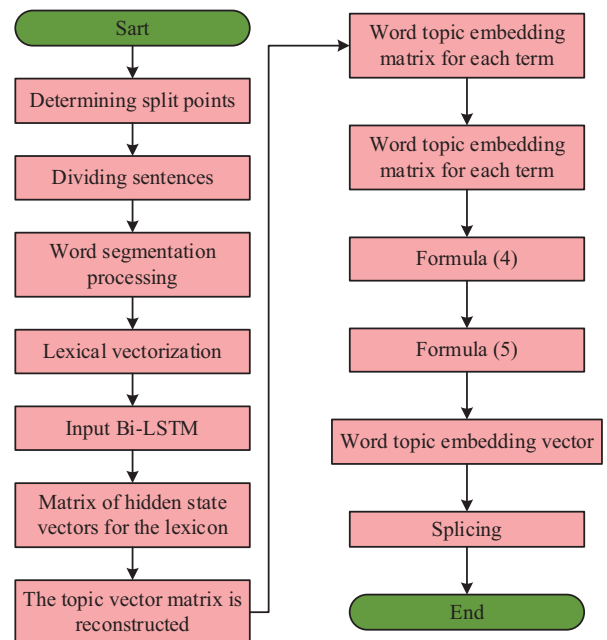 Sart
Determining split points
Dividing sentences
Word segmentation
processing
Lexical vectorization
Input Bi-LSTM
Matrix of hidden state
vectors for the lexicon
The topic vector matrix is
reconstructed
Word topic embedding
matrix for each term
Word topic embedding
matrix for each term
Formula (4)
Formula (5)
Word topic embedding vector
Splicing
End